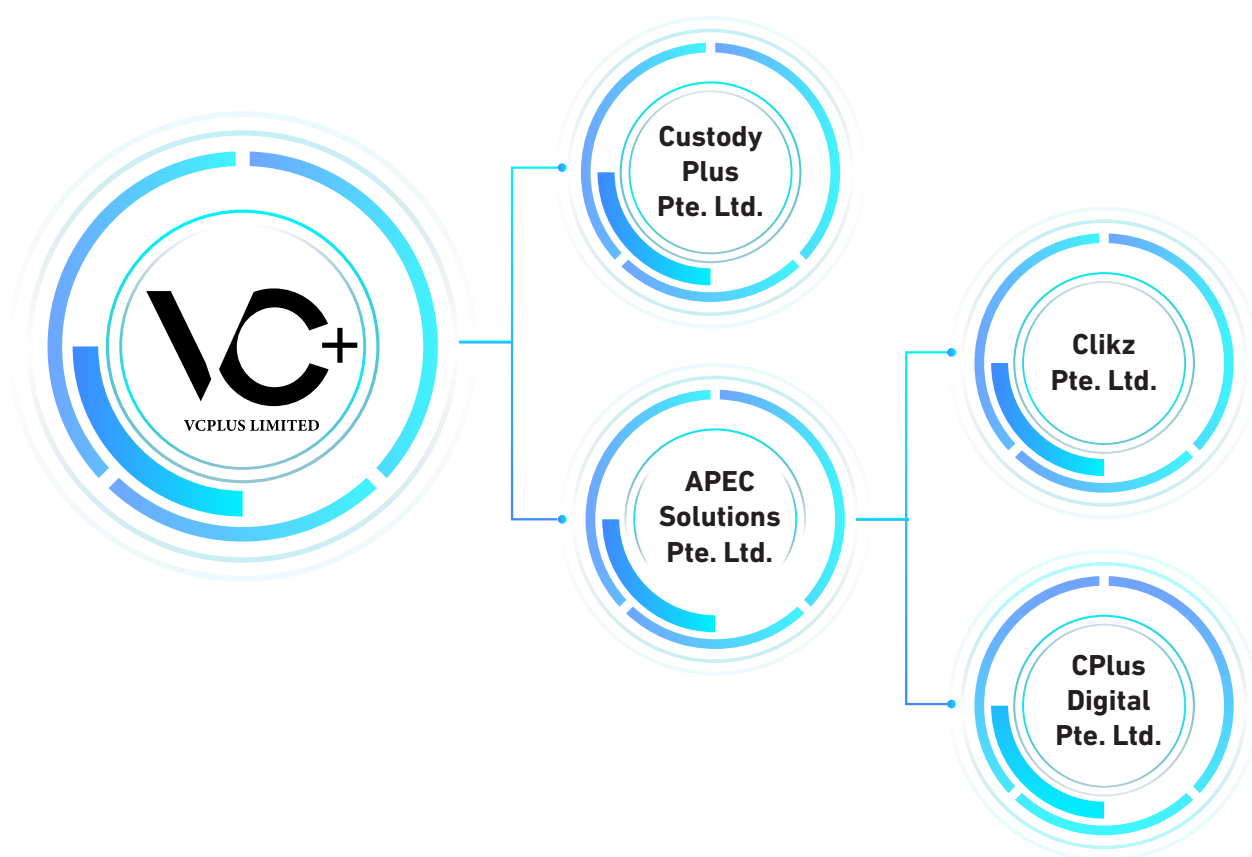 VC+
VCPLUS LIMITED
Custody
Plus
Pte. Ltd.
APEC
Solutions
Pte. Ltd.
Clikz
Pte. Ltd.
CPlus
Digital
Pte. Ltd.